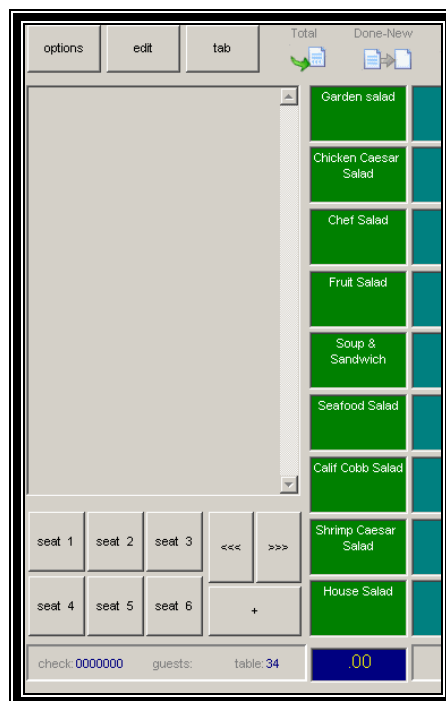 Total Done-New
options edit tab
Garden salad
Chicken Caesar
Salad
Chef Salad
Fruit Salad
Soup &
Sandwich
Seafood Salad
Calif Cobb Salad
Shrimp Caesar
Salad
House Salad
seat 1 seat 2 seat 3 <<< >>>
seat 4 seat 5 seat 6 +
check: 0000000 guests: table: 34 .00